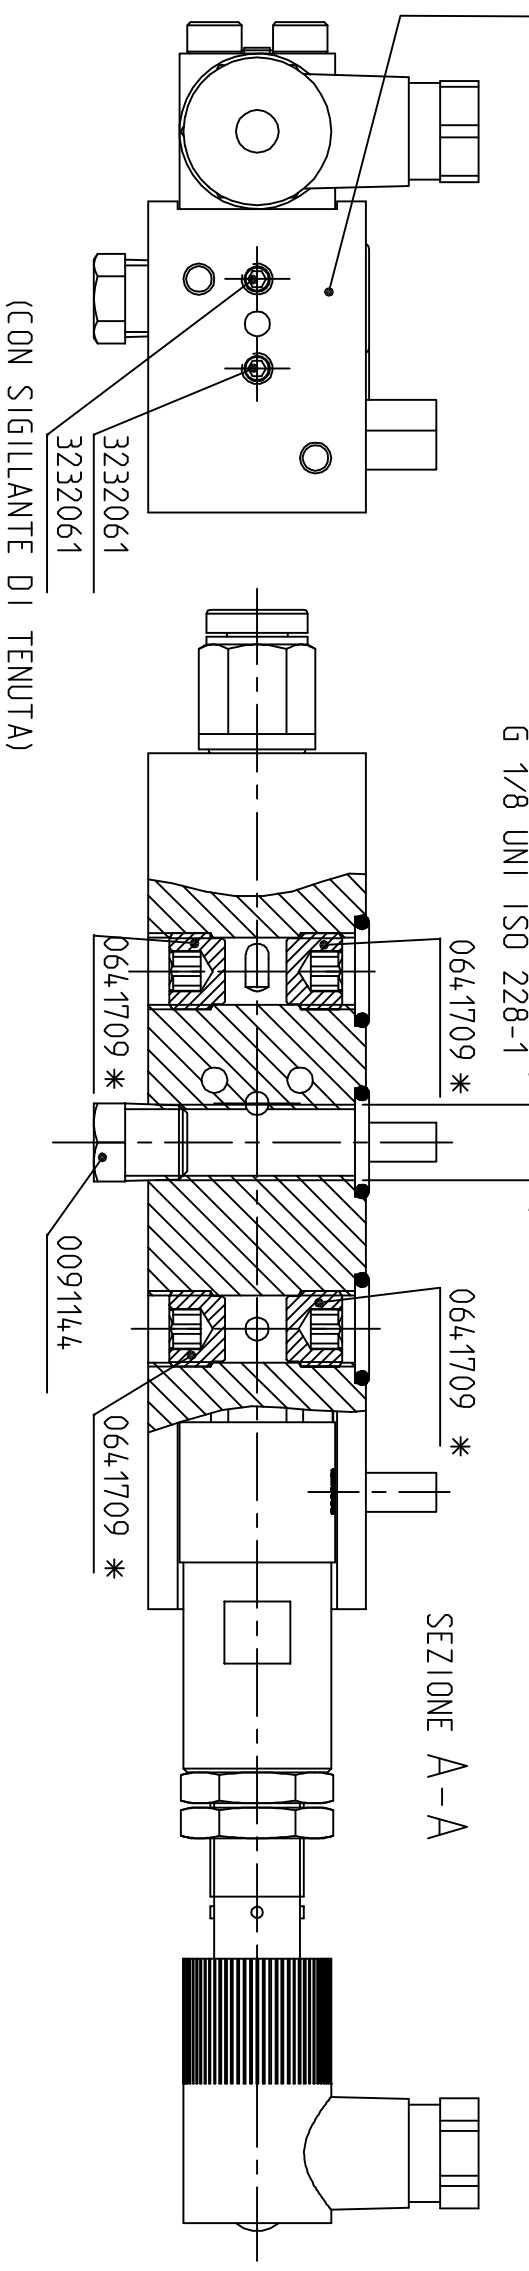 3232061
3232061
(CON SIGILLANTE DI TENUTA)
G 1/8 UNI ISO 228-1
0641709 *
0641709 *
0091144
0641709 *
0641709 *
SEZIONE A-A